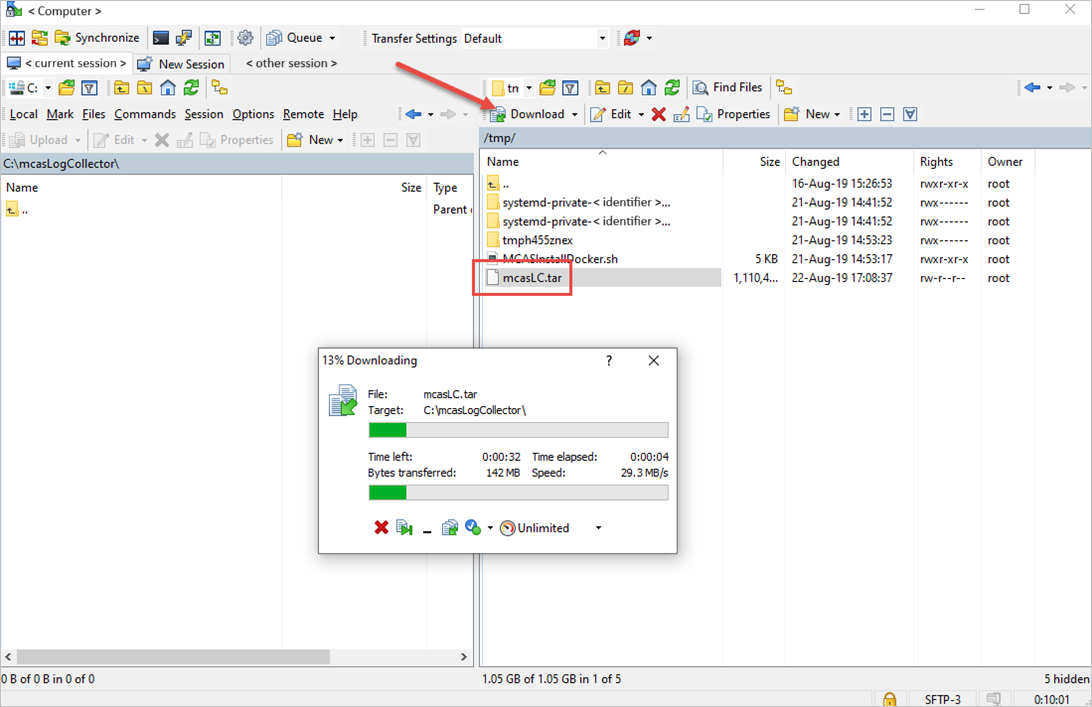 < Computer >
Synchronize Queue Transfer Settings Default
< current session > New Session < other session >
C: tm Find Files
Local Mark Files Commands Session Options Remote Help Download Edit Properties New
Upload Edit Properties New
/tmp/
C:\mcasLogCollector\
Name Size Changed Rights Owner
Name Size Type
.. 16-Aug-19 15:26:53 rwxr-xr-x root
systemd-private-< identifier >... 21-Aug-19 14:41:52 rwx------ root
.. Parent
systemd-private-< identifier >... 21-Aug-19 14:41:52 rwx------ root
tmph455znex 21-Aug-19 14:53:23 rwx------ root
MCASInstallDocker.sh 5 KB 21-Aug-19 14:53:17 rwxr-xr-x root
mcasLC.tar 1,110,4... 22-Aug-19 17:08:37 rw-r--r-- root
13% Downloading ?
File: mcasLC.tar
Target: C:\mcasLogCollector\
Time left: 0:00:32 Time elapsed: 0:00:04
Bytes transferred: 142 MB Speed: 29.3 MB/s
Unlimited
0 B of 0 B in 0 of 0 1.05 GB of 1.05 GB in 1 of 5 5 hidden
SFTP-3 0:10:01